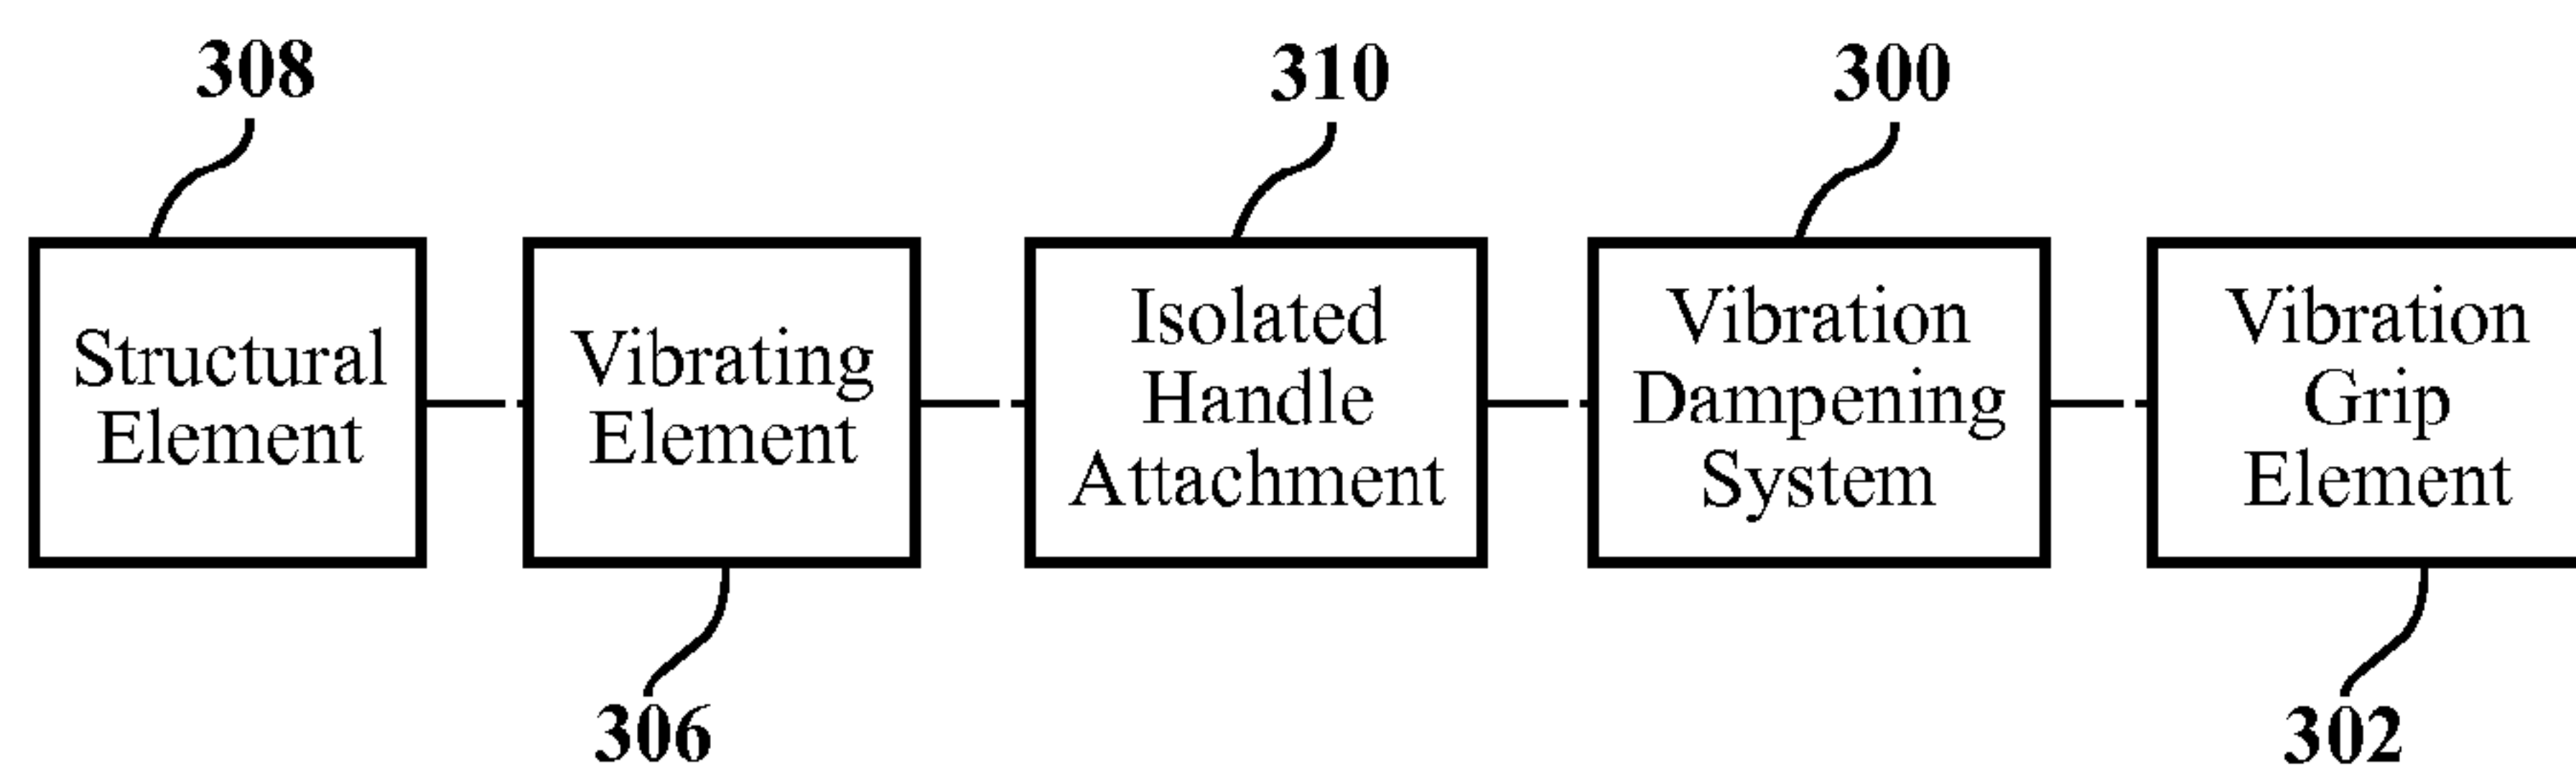 308
310
300
Structural
Element
Vibrating
Element
Isolated
Handle
Attachment
Vibration
Dampening
System
Vibration
Grip
Element
306
302